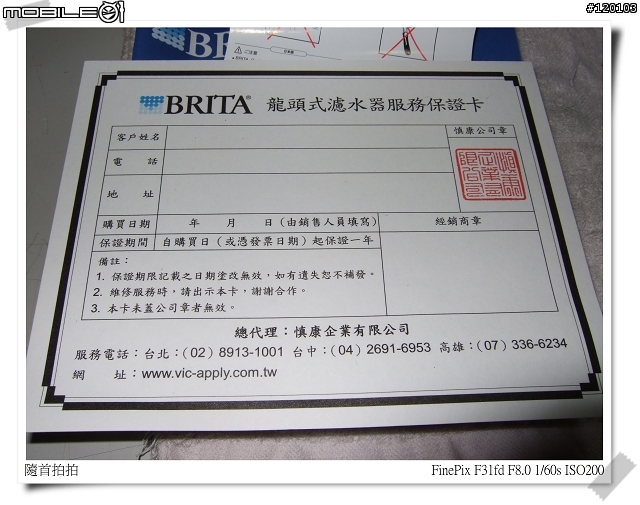 MOBILE01
#120103
BRITA
BRITA 龍頭式濾水器服務保證卡
客戶姓名
慎康公司章
電 話
地 址
購買日期 年 月 日 (由銷售人員填寫) 經銷商章
保證期間 自購買日 (或憑發票日期) 起保證一年
備註：
1. 保證期限記載之日期塗改無效，如有遺失恕不補發。
2. 維修服務時，請出示本卡，謝謝合作。
3. 本卡未蓋公司章者無效。
總代理：慎康企業有限公司
服務電話：台北：(02) 8913-1001 台中：(04) 2691-6953 高雄：(07) 336-6234
網 址：www.vic-apply.com.tw
隨首拍拍
FinePix F31fd F8.0 1/60s ISO200